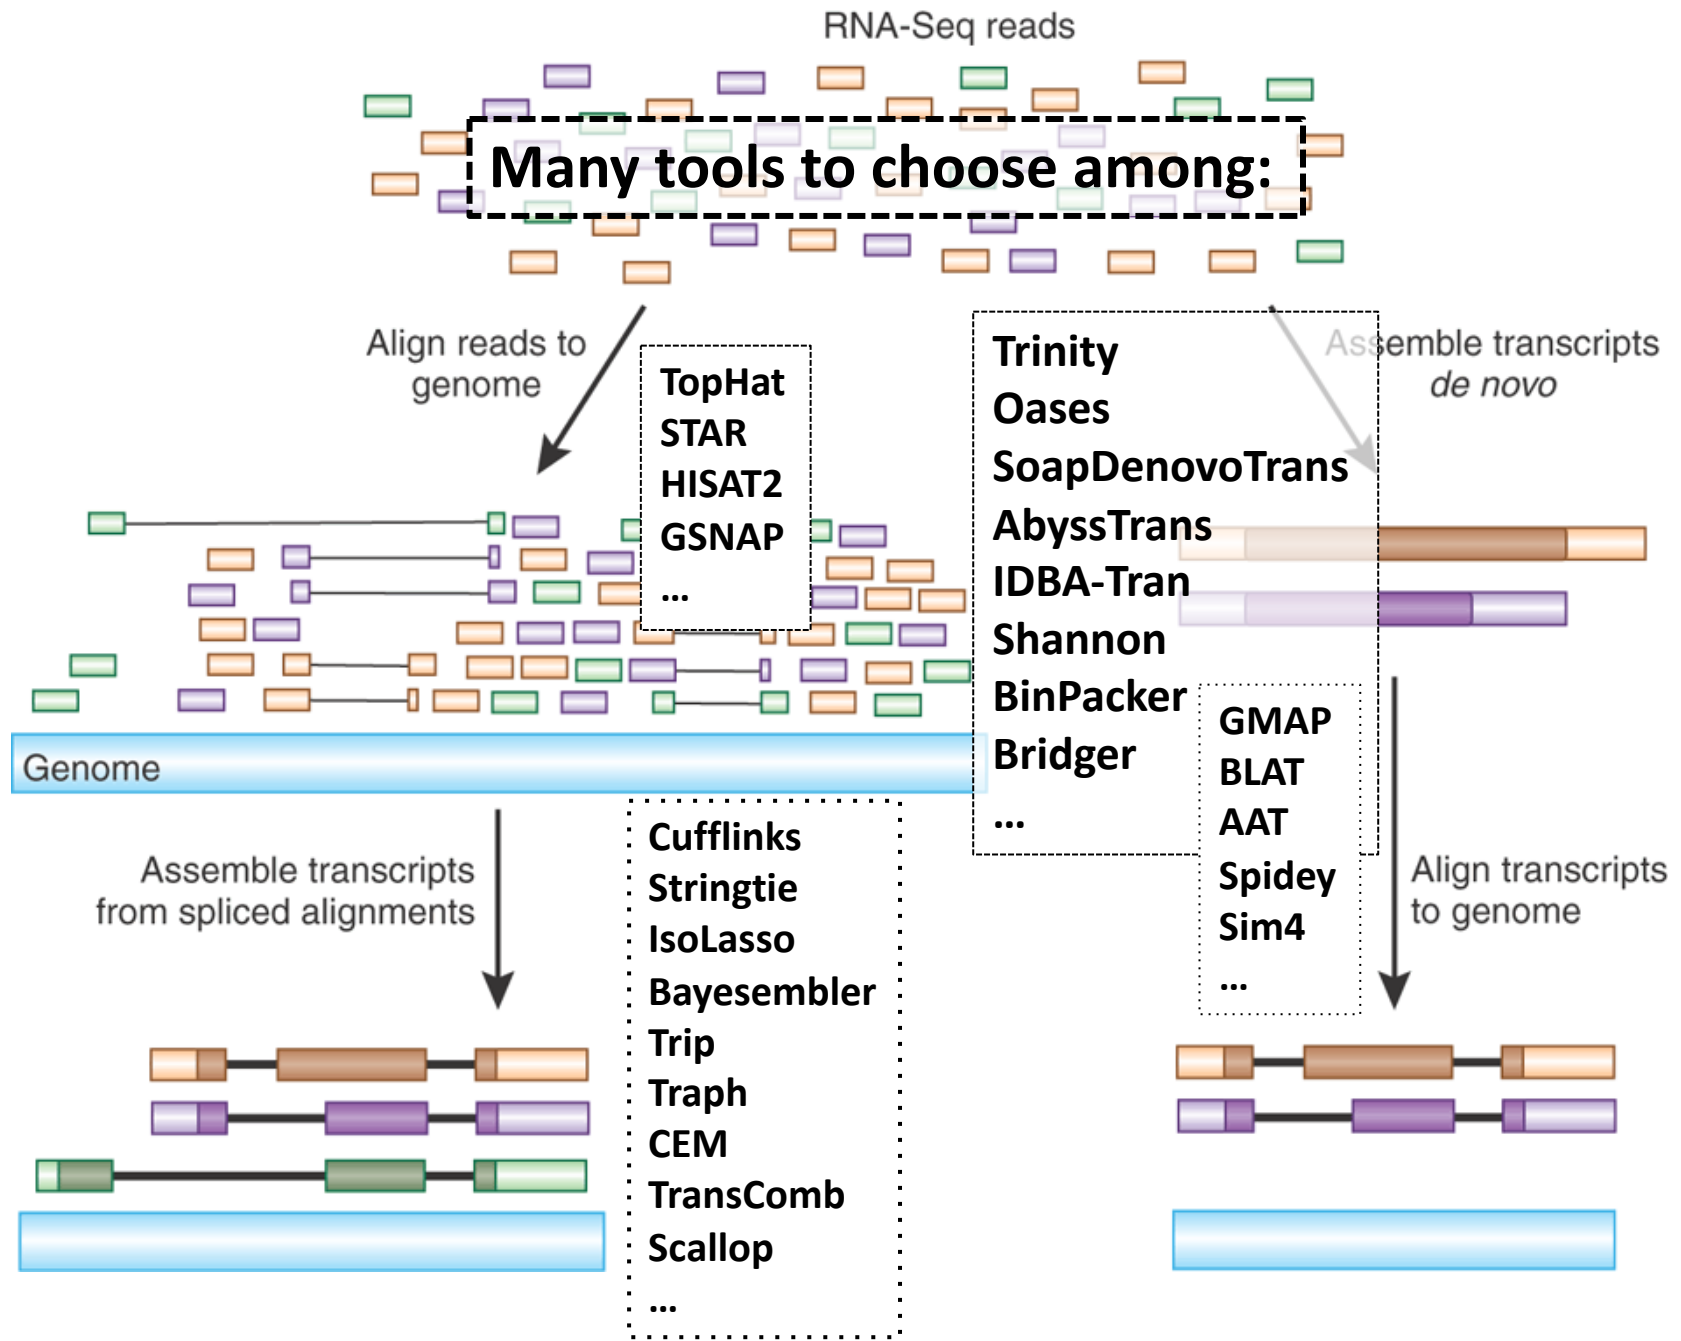 RNA-Seq reads
Many tools to choose among:
Align reads to
genome
TopHat
STAR
HISAT2
GSNAP
...
Trinity
Oases
SoapDenovoTrans
AbyssTrans
IDBA-Tran
Shannon
BinPacker
Bridger
...
Assemble transcripts
de novo
Genome
Assemble transcripts
from spliced alignments
Cufflinks
Stringtie
IsoLasso
Bayesembler
Trip
Traph
CEM
TransComb
Scallop
...
GMAP
BLAT
AAT
Spidey
Sim4
...
Align transcripts
to genome